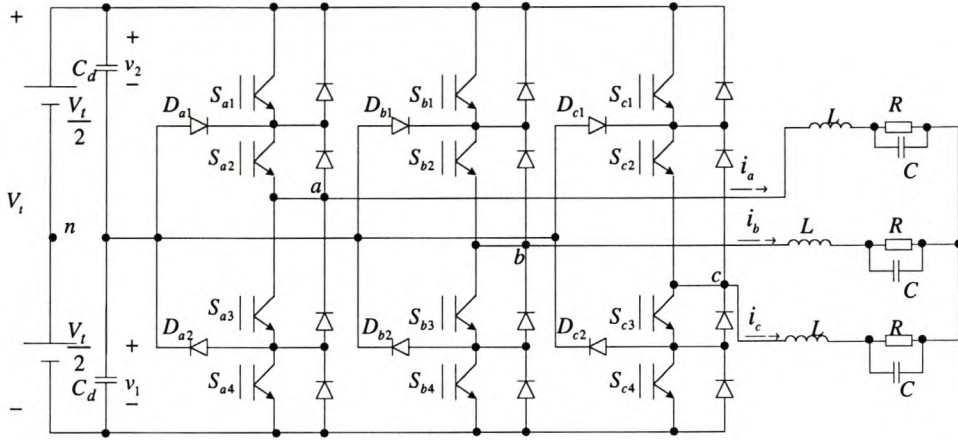 +
+
C_d v_2
−
V_t/2
D_a1 S_a1 D_b1 S_b1 D_c1 S_c1
S_a2 S_b2 S_c2
L R
C
V_t
n
a i_a
b i_b L R
C
c
V_t/2
+
C_d v_1
−
−
S_a3 S_b3 S_c3
D_a2 D_b2 D_c2
S_a4 S_b4 S_c4
i_c L R
C